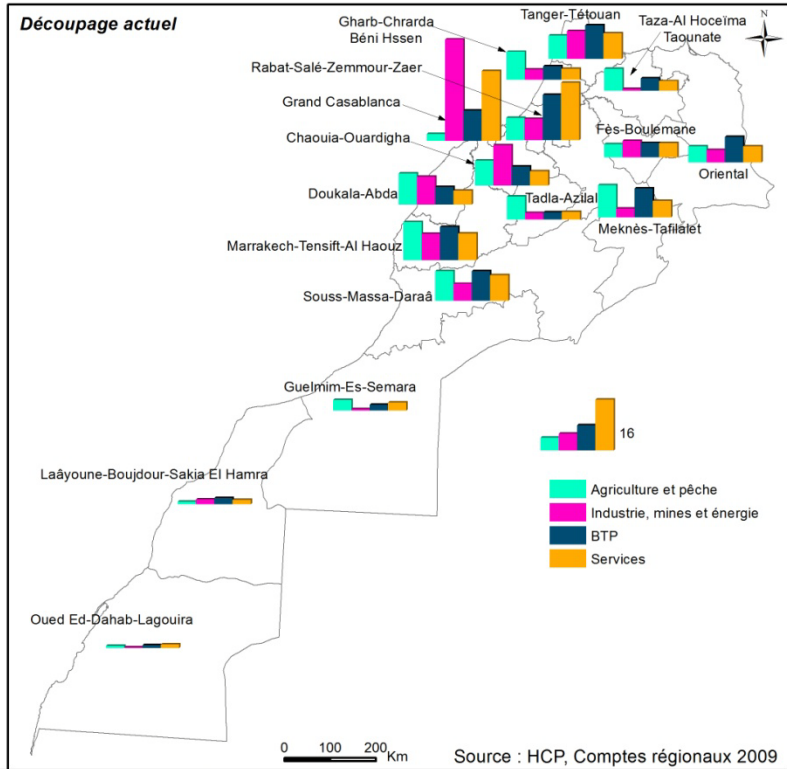 Découpage actuel
Gharb-Chrarda
Béni Hssen
Tanger-Tétouan
Taza-Al Hoceïma
Taounate
N
Rabat-Salé-Zemmour-Zaer
Grand Casablanca
Chaouia-Ouardigha
Fès-Boulemane
Oriental
Doukala-Abda
Tadla-Azilal
Meknès-Tafilalet
Marrakech-Tensift-Al Haouz
Souss-Massa-Daraâ
Guelmim-Es-Semara
16
Laâyoune-Boujdour-Sakia El Hamra
Agriculture et pêche
Industrie, mines et énergie
BTP
Services
Oued Ed-Dahab-Lagouira
0 100 200
Km
Source : HCP, Comptes régionaux 2009